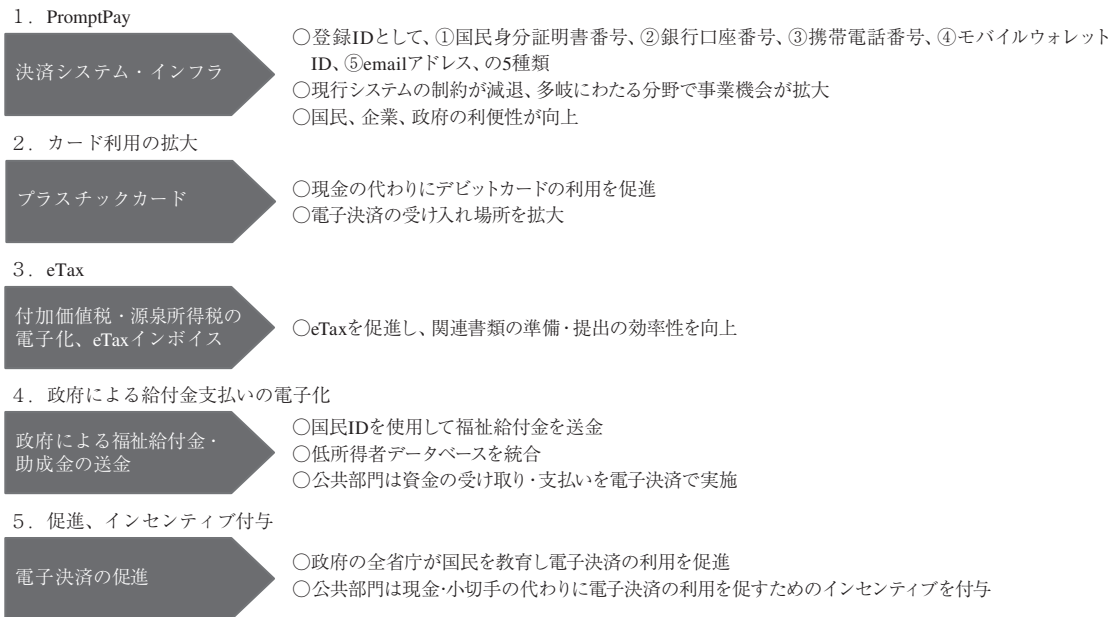 1．PromptPay
決済システム・インフラ
○登録IDとして、①国民身分証明書番号、②銀行口座番号、③携帯電話番号、④モバイルウォレット
ID、⑤emailアドレス、の5種類
○現行システムの制約が減退、多岐にわたる分野で事業機会が拡大
○国民、企業、政府の利便性が向上
2．カード利用の拡大
プラスチックカード
○現金の代わりにデビットカードの利用を促進
○電子決済の受け入れ場所を拡大
3．eTax
付加価値税・源泉所得税の
電子化、eTaxインボイス
○eTaxを促進し、関連書類の準備・提出の効率性を向上
4．政府による給付金支払いの電子化
政府による福祉給付金・
助成金の送金
○国民IDを使用して福祉給付金を送金
○低所得者データベースを統合
○公共部門は資金の受け取り・支払いを電子決済で実施
5．促進、インセンティブ付与
電子決済の促進
○政府の全省庁が国民を教育し電子決済の利用を促進
○公共部門は現金・小切手の代わりに電子決済の利用を促すためのインセンティブを付与